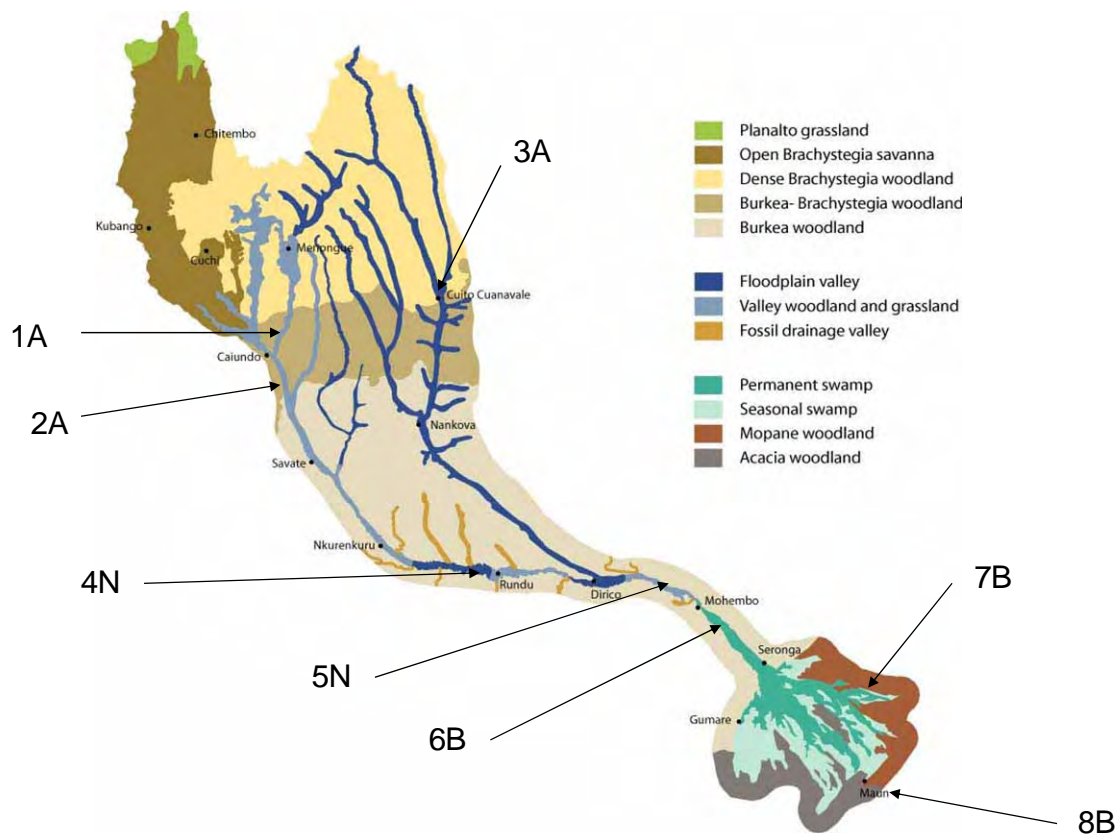 Chitembo
Kubango
Cuchi
Menongue
3A
Cuito Cuanavale
1A
Caiundo
2A
Nankova
Savate
Nkurenkuru
4N
Rundu
Dirico
Mohembo
7B
5N
Seronga
6B
Gumare
Maun
8B
Planalto grassland
Open Brachystegia savanna
Dense Brachystegia woodland
Burkea- Brachystegia woodland
Burkea woodland
Floodplain valley
Valley woodland and grassland
Fossil drainage valley
Permanent swamp
Seasonal swamp
Mopane woodland
Acacia woodland